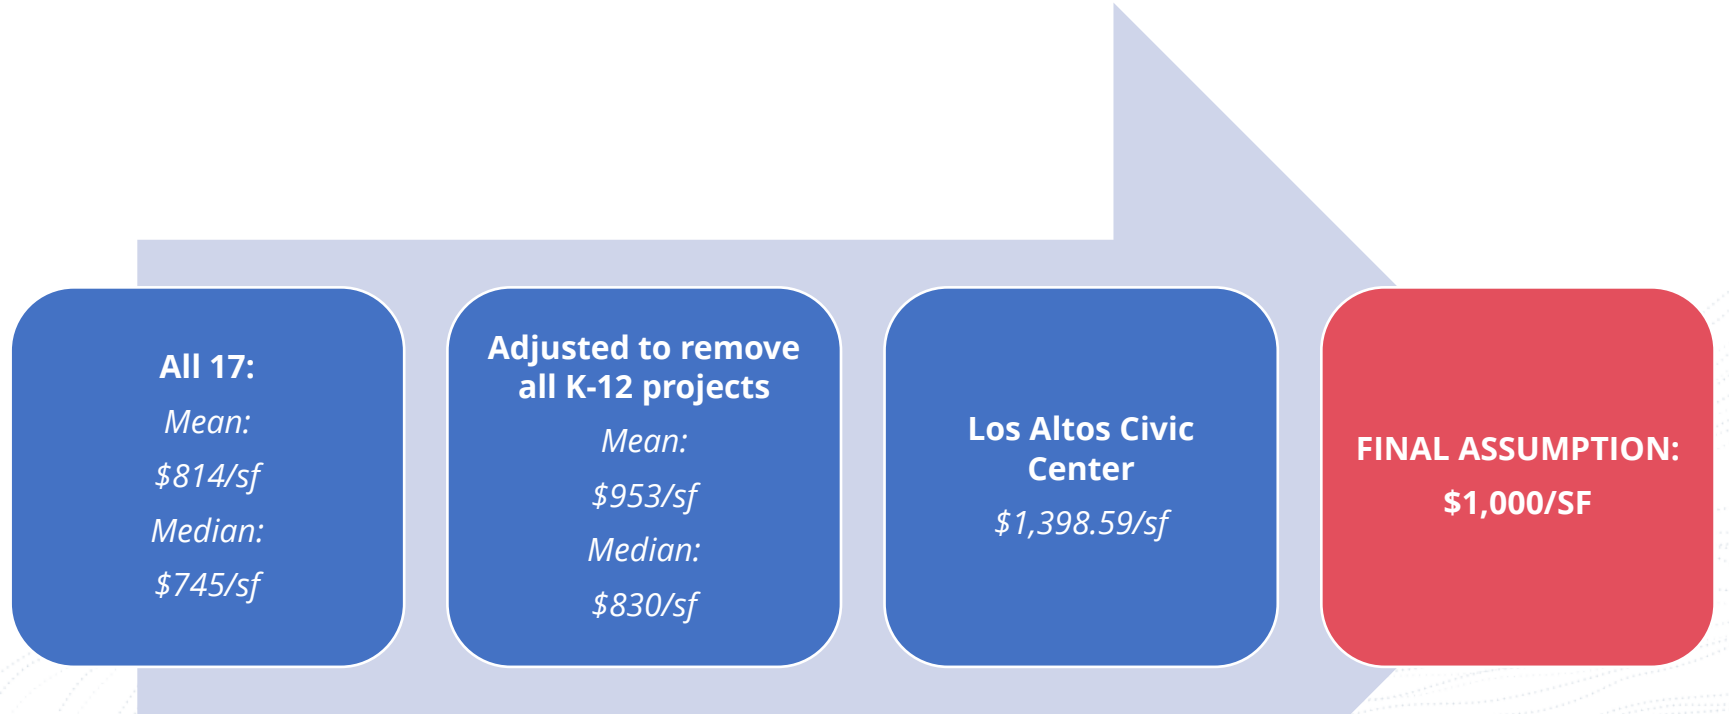 All 17:
Mean:
$814/sf
Median:
$745/sf
Adjusted to remove
all K-12 projects
Mean:
$953/sf
Median:
$830/sf
Los Altos Civic
Center
$1,398.59/sf
FINAL ASSUMPTION:
$1,000/SF